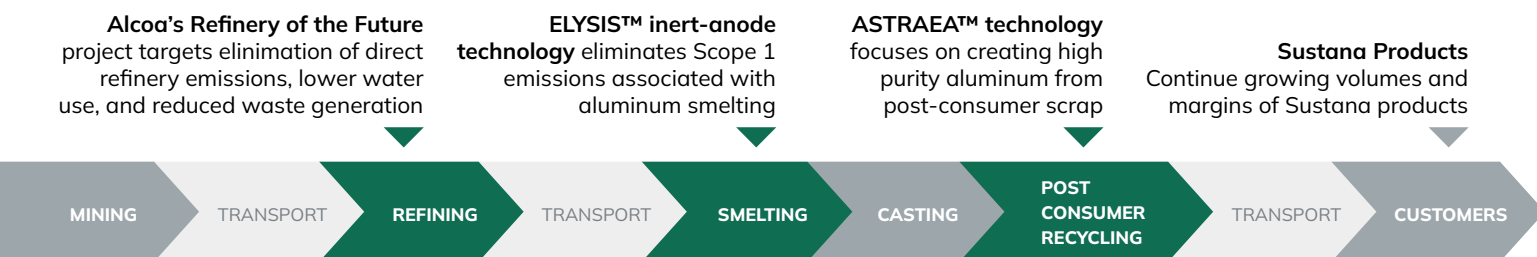 Alcoa's Refinery of the Future
project targets elinimation of direct
refinery emissions, lower water
use, and reduced waste generation
ELYSIS™ inert-anode
technology eliminates Scope 1
emissions associated with
aluminum smelting
ASTRAEA™ technology
focuses on creating high
purity aluminum from
post-consumer scrap
Sustana Products
Continue growing volumes and
margins of Sustana products
MINING
TRANSPORT
REFINING
TRANSPORT
SMELTING
CASTING
POST
CONSUMER
RECYCLING
TRANSPORT
CUSTOMERS